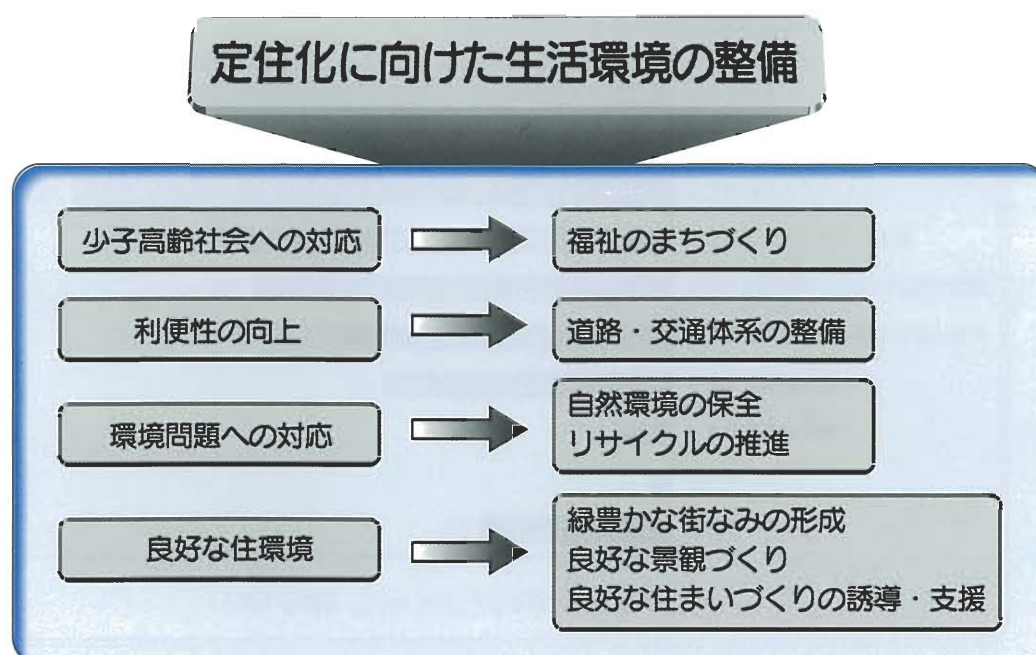 定住化に向けた生活環境の整備
少子高齢社会への対応
福祉のまちづくり
利便性の向上
道路・交通体系の整備
環境問題への対応
自然環境の保全
リサイクルの推進
良好な住環境
緑豊かな街なみの形成
良好な景観づくり
良好な住まいづくりの誘導・支援